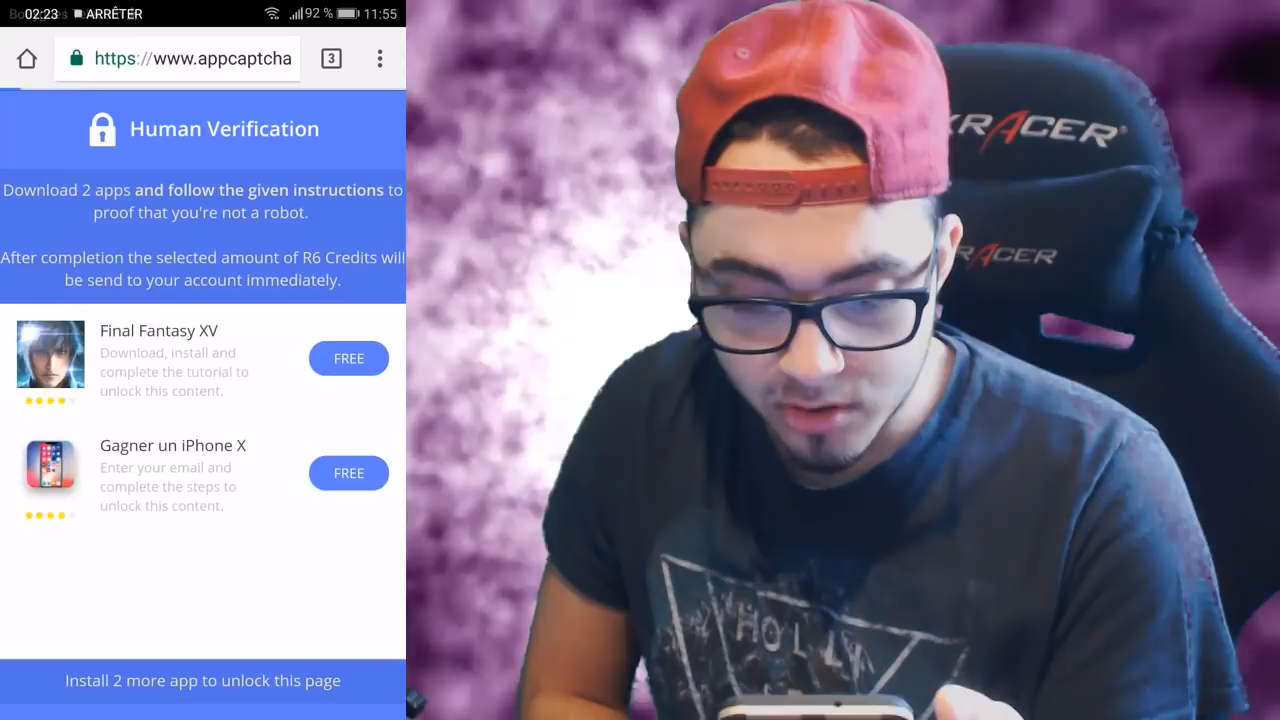 02:23 ARRÊTER 92 % 11:55
https://www.appcaptcha
3
Human Verification
Download 2 apps and follow the given instructions to
proof that you're not a robot.
After completion the selected amount of R6 Credits will
be send to your account immediately.
Final Fantasy XV
Download, install and
complete the tutorial to
unlock this content.
FREE
Gagner un iPhone X
Enter your email and
complete the steps to
unlock this content.
FREE
Install 2 more app to unlock this page
XRACER®
RACER
HOLLY